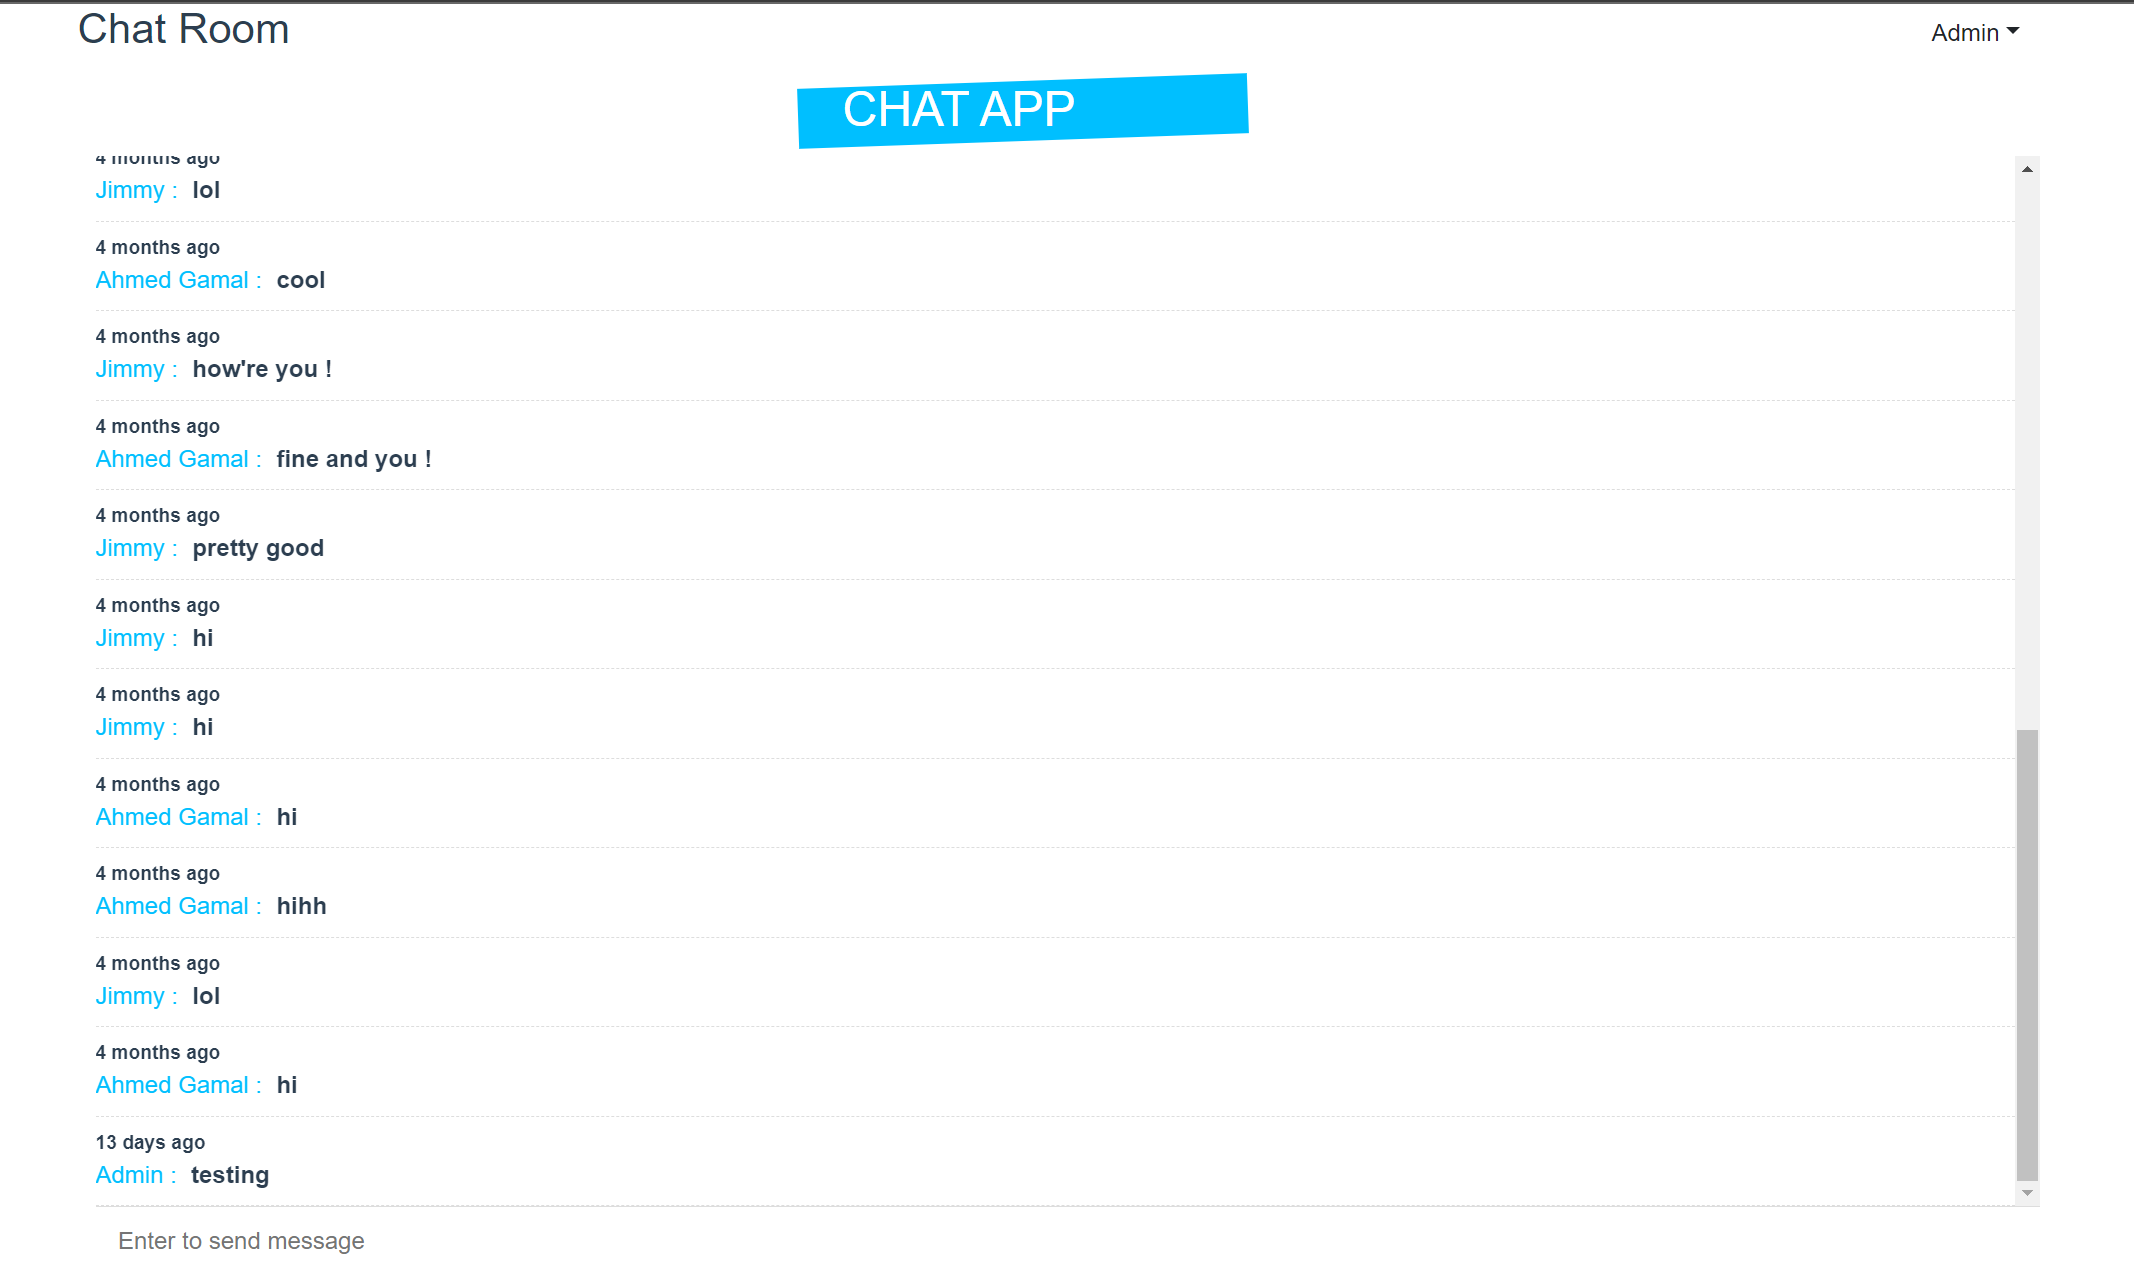 Chat Room
Admin
CHAT APP
4 months ago
Jimmy : lol
4 months ago
Ahmed Gamal : cool
4 months ago
Jimmy : how're you !
4 months ago
Ahmed Gamal : fine and you !
4 months ago
Jimmy : pretty good
4 months ago
Jimmy : hi
4 months ago
Jimmy : hi
4 months ago
Ahmed Gamal : hi
4 months ago
Ahmed Gamal : hihh
4 months ago
Jimmy : lol
4 months ago
Ahmed Gamal : hi
13 days ago
Admin : testing
Enter to send message